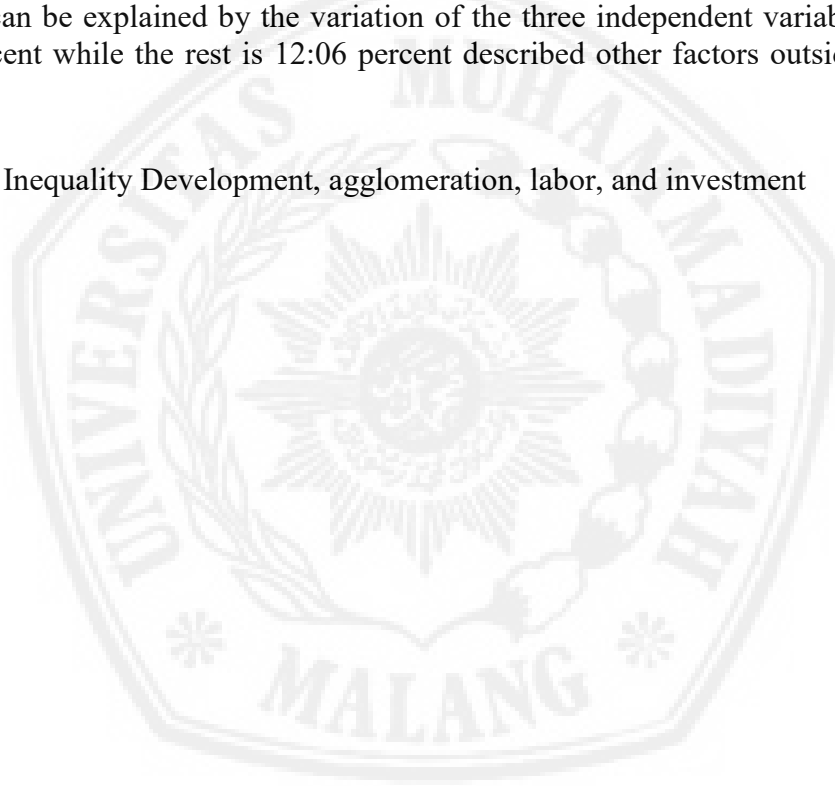 can be explained by the variation of the three independent variab
cent while the rest is 12:06 percent described other factors outsi
Inequality Development, agglomeration, labor, and investment
UNIVERSITAS MUHAMMADIYAH
MALANG